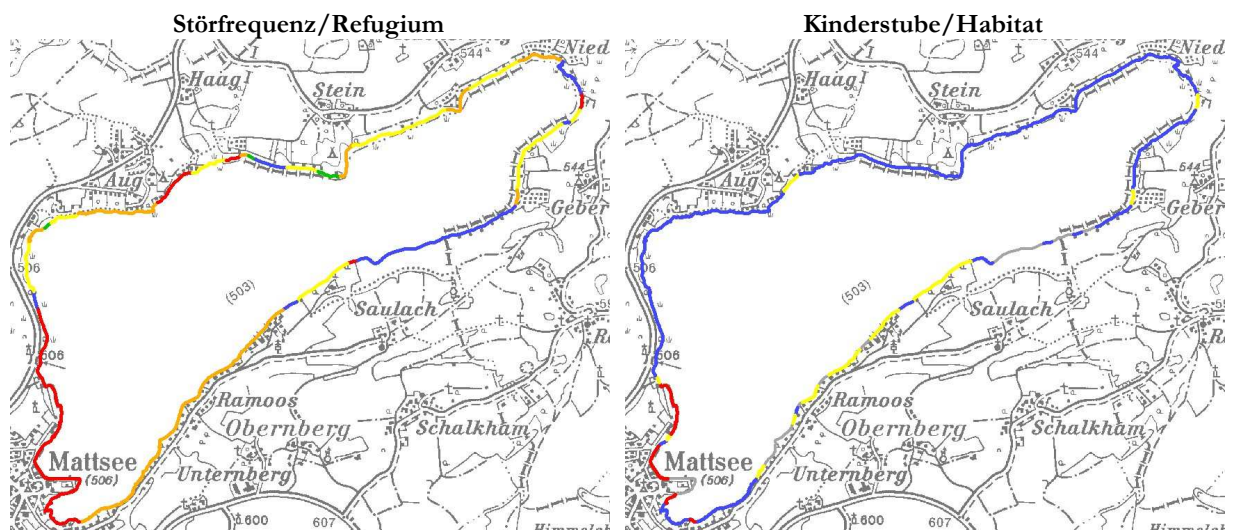 Störfrequenz/Refugium
Kinderstube/Habitat
544
Nied
Haag
Stein
Aug
544
Geber
506
(503)
Saulach
506
Ramoos
Obernberg
Schalkham
Mattsee
(506)
Unternberg
600
607
544
Nied
Haag
Stein
Aug
544
Geber
506
(503)
Saulach
506
Ramoos
Obernberg
Schalkham
Mattsee
(506)
Unternberg
600
607